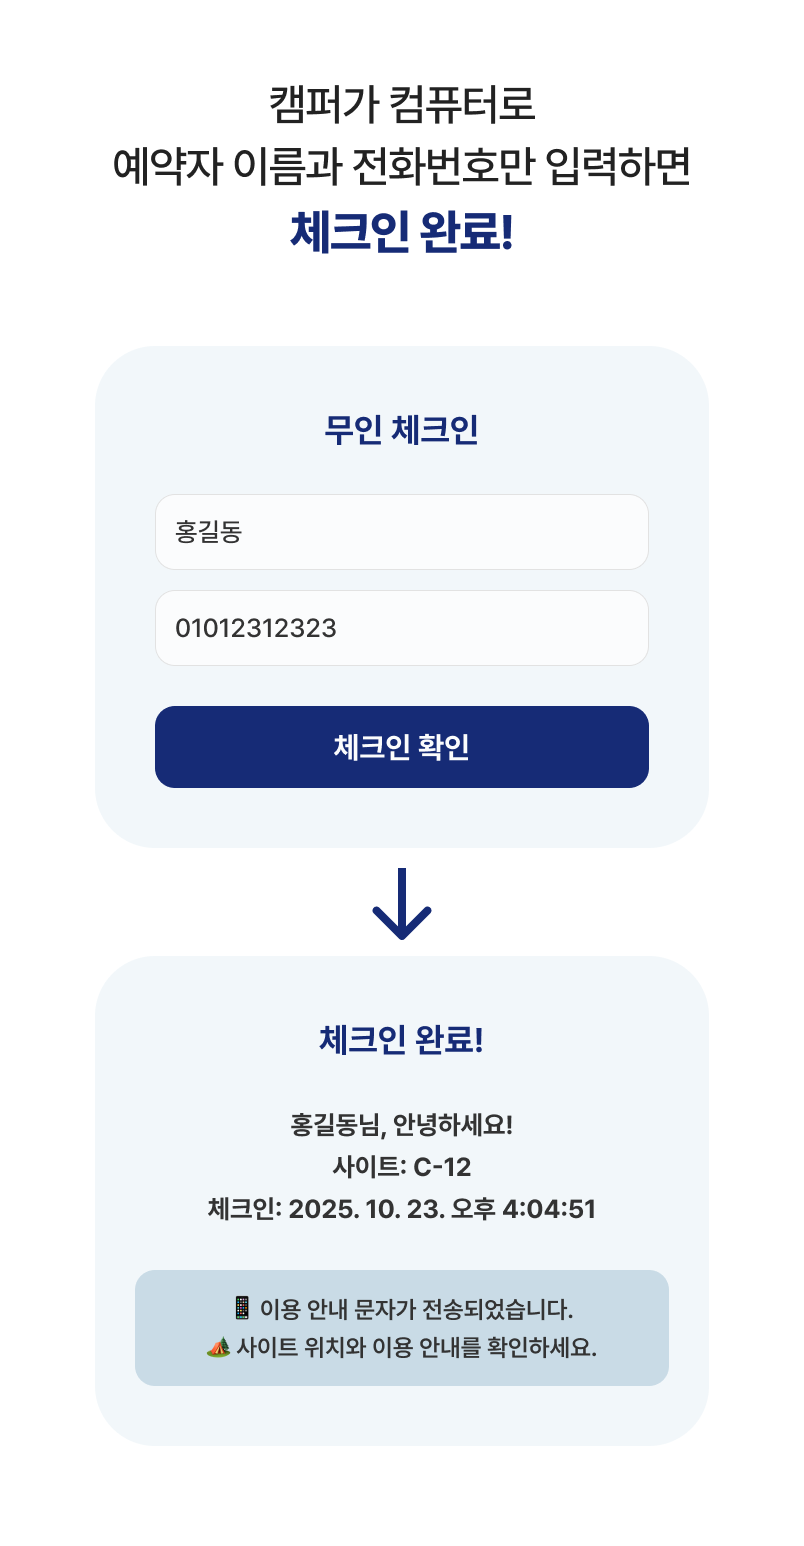 캠퍼가 컴퓨터로
예약자 이름과 전화번호만 입력하면
체크인 완료!
무인 체크인
홍길동
01012312323
체크인 확인
체크인 완료!
홍길동님, 안녕하세요!
사이트: C-12
체크인: 2025. 10. 23. 오후 4:04:51
📱 이용 안내 문자가 전송되었습니다.
🏕️ 사이트 위치와 이용 안내를 확인하세요.